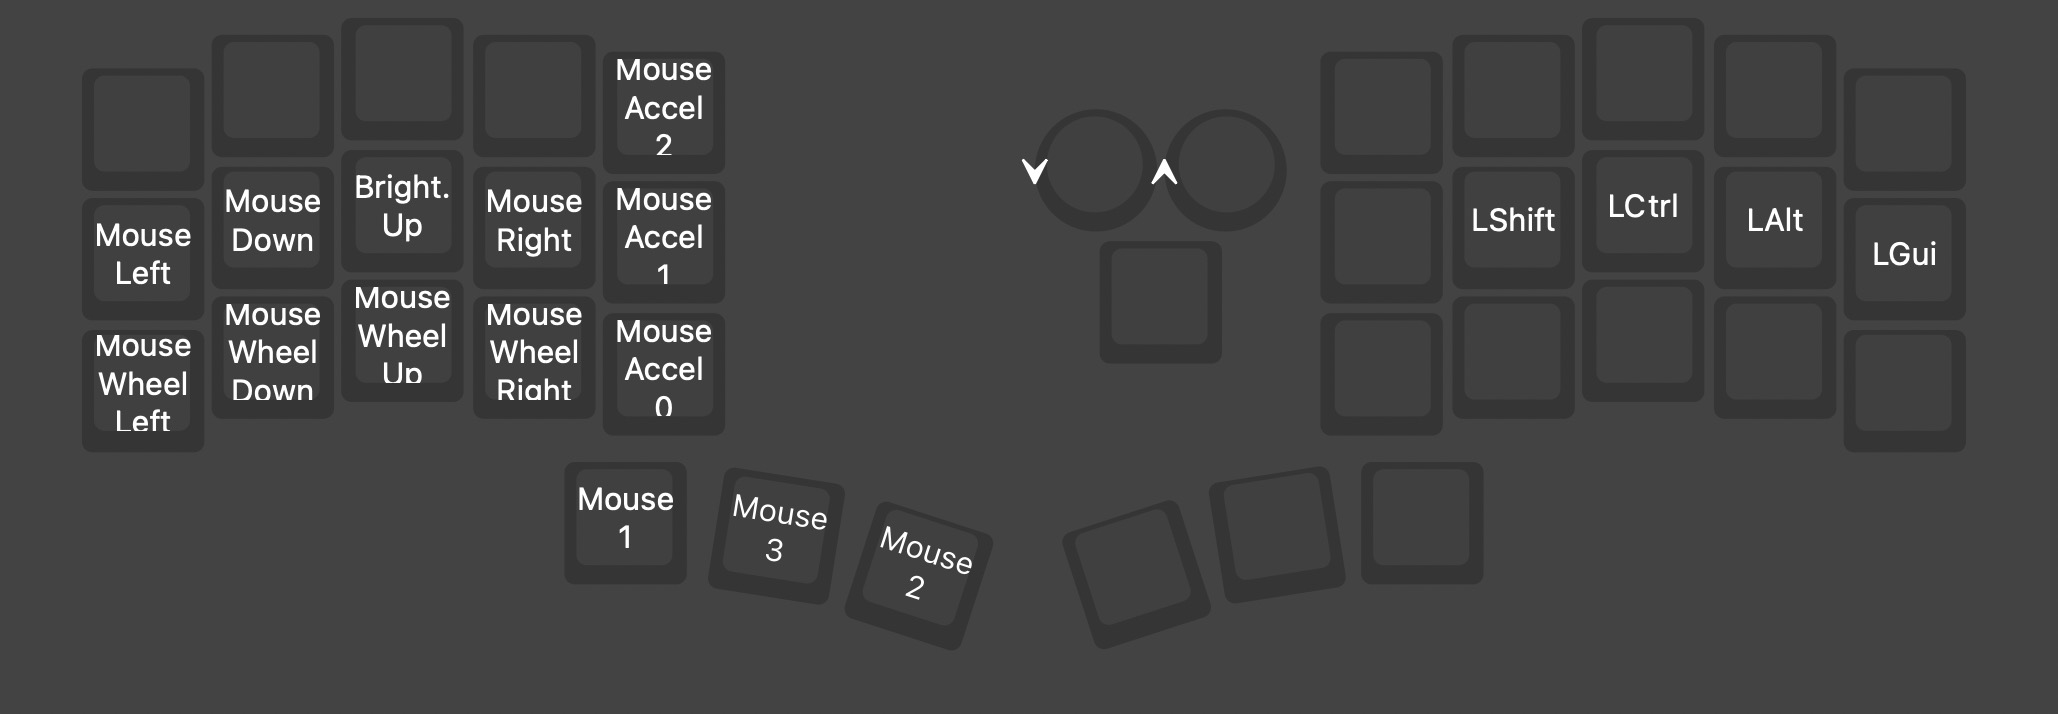 Mouse
Accel
2
Mouse
Left
Mouse
Down
Bright.
Up
Mouse
Right
Mouse
Accel
1
LShift
LCtrl
LAlt
LGui
Mouse
Wheel
Left
Mouse
Wheel
Down
Mouse
Wheel
Up
Mouse
Wheel
Right
Mouse
Accel
0
Mouse
1
Mouse
3
Mouse
2